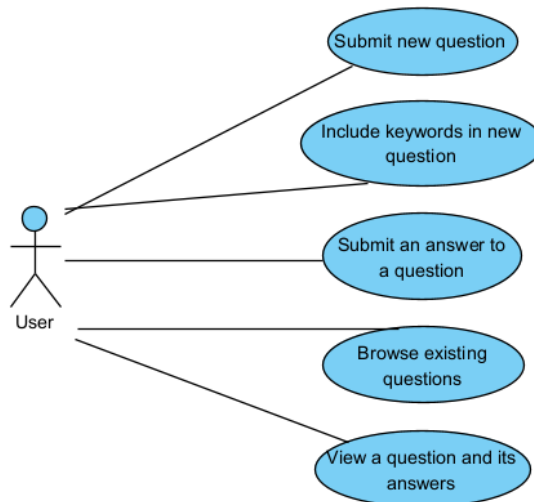 Submit new question
Include keywords in new
question
Submit an answer to
a question
User
Browse existing
questions
View a question and its
answers